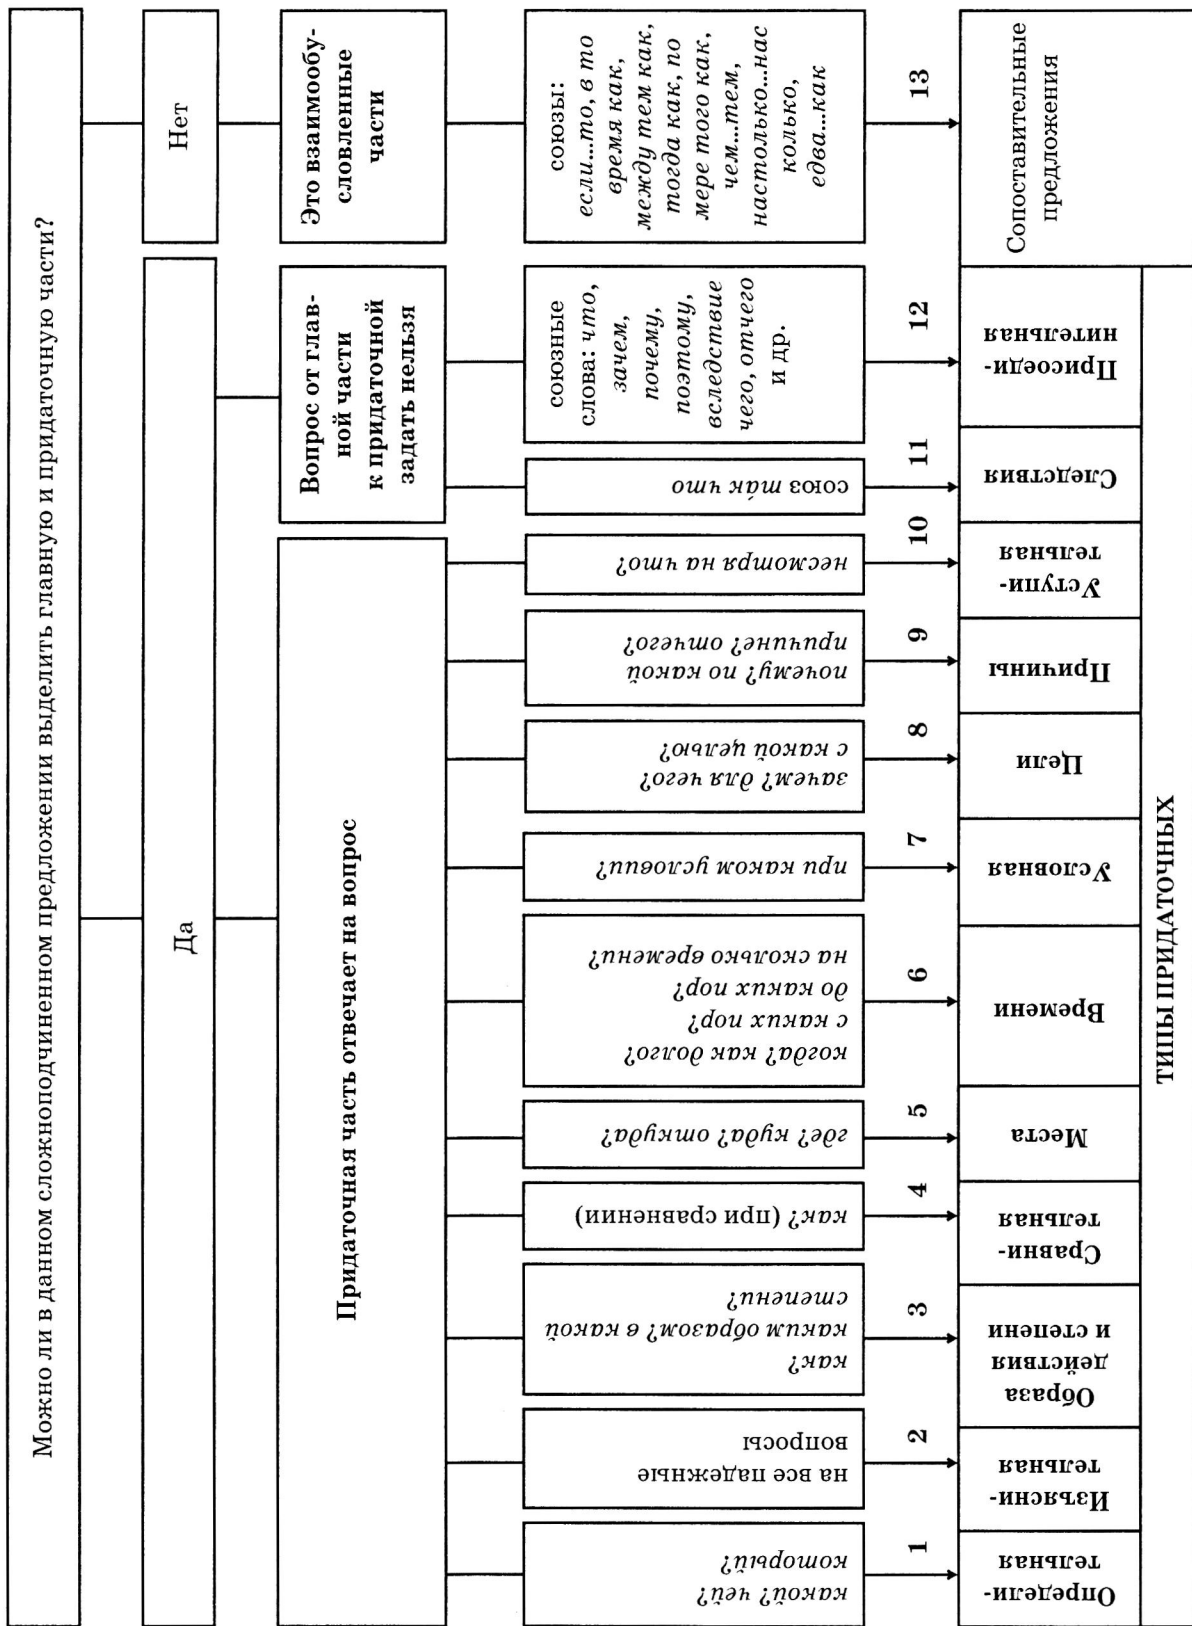 Можно ли в данном сложноподчиненном предложении выделить главную и придаточную части?
Да
Нет
Придаточная часть отвечает на вопрос
Вопрос от глав-
ной части
к придаточной
задать нельзя
Это взаимообу-
словленные
части
какой? чей?
который?
на все падежные
вопросы
как?
каким образом? в какой
степени?
как? (при сравнении)
где? куда? откуда?
когда? как долго?
с каких пор?
до каких пор?
на сколько времени?
при каком условии?
зачем? для чего?
с какой целью?
почему? по какой
причине? отчего?
несмотря на что?
союз та́к что
союзные
слова: что,
зачем,
почему,
поэтому,
вследствие
чего, отчего
и др.
союзы:
если...то, в то
время как,
между тем как,
тогда как, по
мере того как,
чем...тем,
настолько...нас
колько,
едва...как
1
2
3
4
5
6
7
8
9
10
11
12
13
Определи-
тельная
Изъясни-
тельная
Образа
действия
и степени
Сравни-
тельная
Места
Времени
Условная
Цели
Причины
Уступи-
тельная
Следствия
Присоеди-
нительная
Сопоставительные
предложения
ТИПЫ ПРИДАТОЧНЫХ